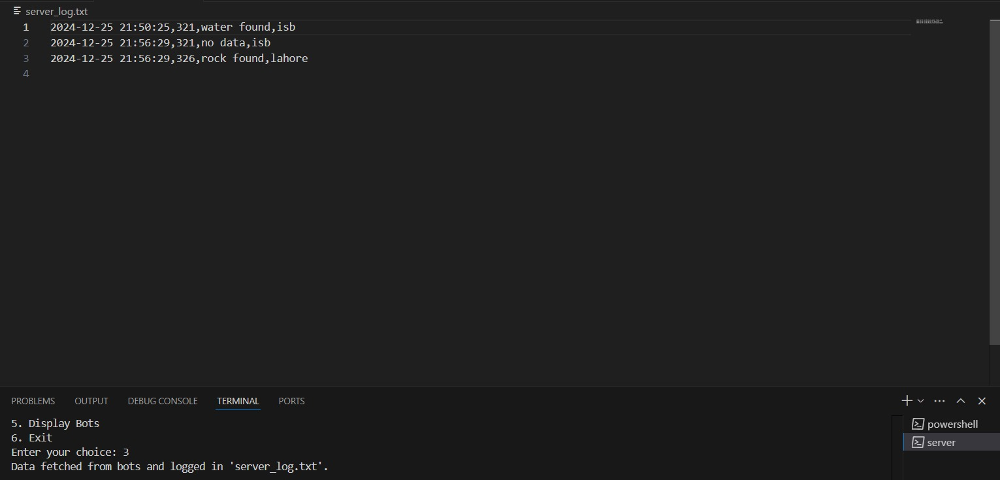 server_log.txt
1 2024-12-25 21:50:25,321,water found,isb
2 2024-12-25 21:56:29,321,no data,isb
3 2024-12-25 21:56:29,326,rock found,lahore
4
PROBLEMS OUTPUT DEBUG CONSOLE TERMINAL PORTS
5. Display Bots
6. Exit
Enter your choice: 3
Data fetched from bots and logged in 'server_log.txt'.
powershell
server